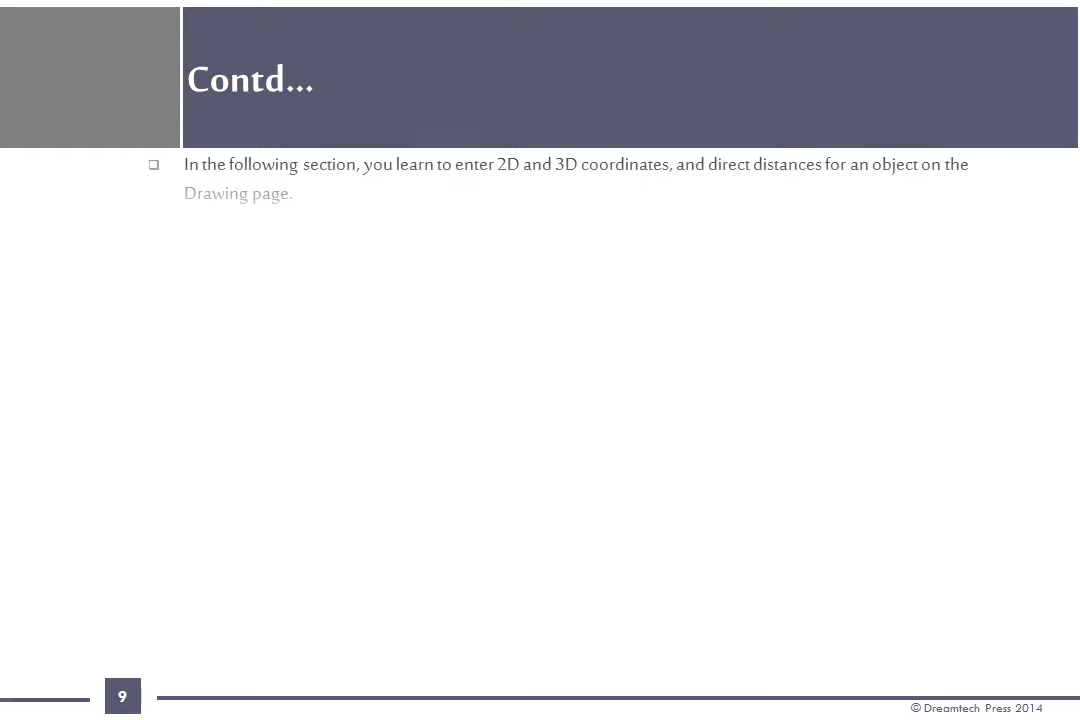 Contd...
❑ In the following section, you learn to enter 2D and 3D coordinates, and direct distances for an object on the
Drawing page.
9
© Dreamtech Press 2014